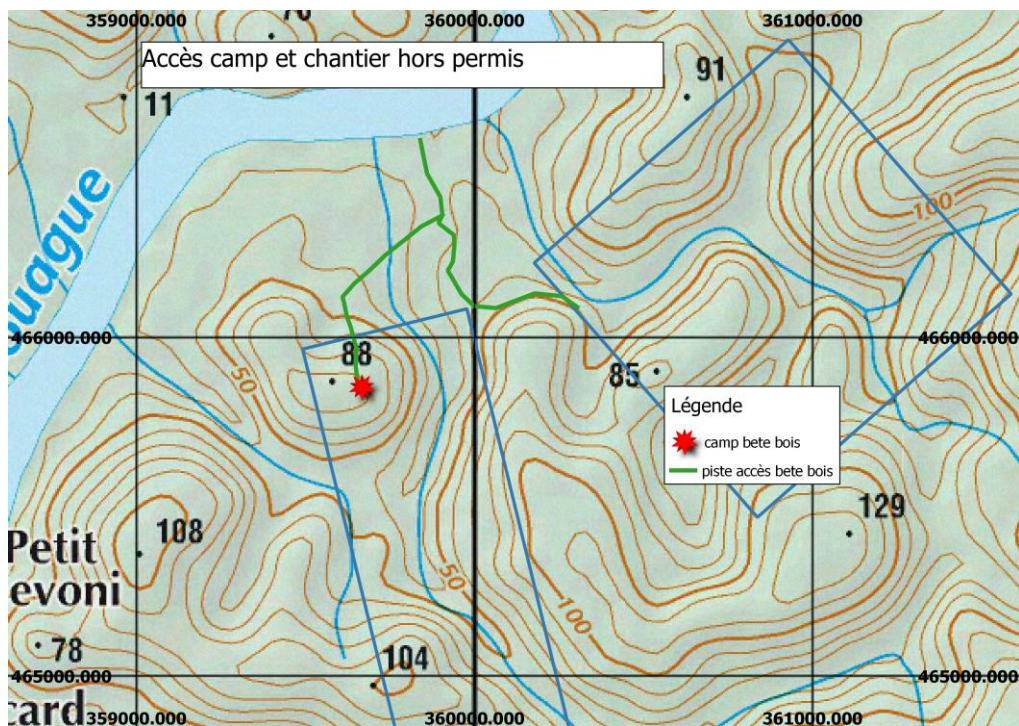 359000.000 360000.000 361000.000
Accès camp et chantier hors permis
91
11
ouague
100
466000.000 466000.000
88
50
85
Légende
camp bete bois
piste accès bete bois
129
108
Petit
evoni
50
100
78
104
465000.000 465000.000
card
359000.000 360000.000 361000.000